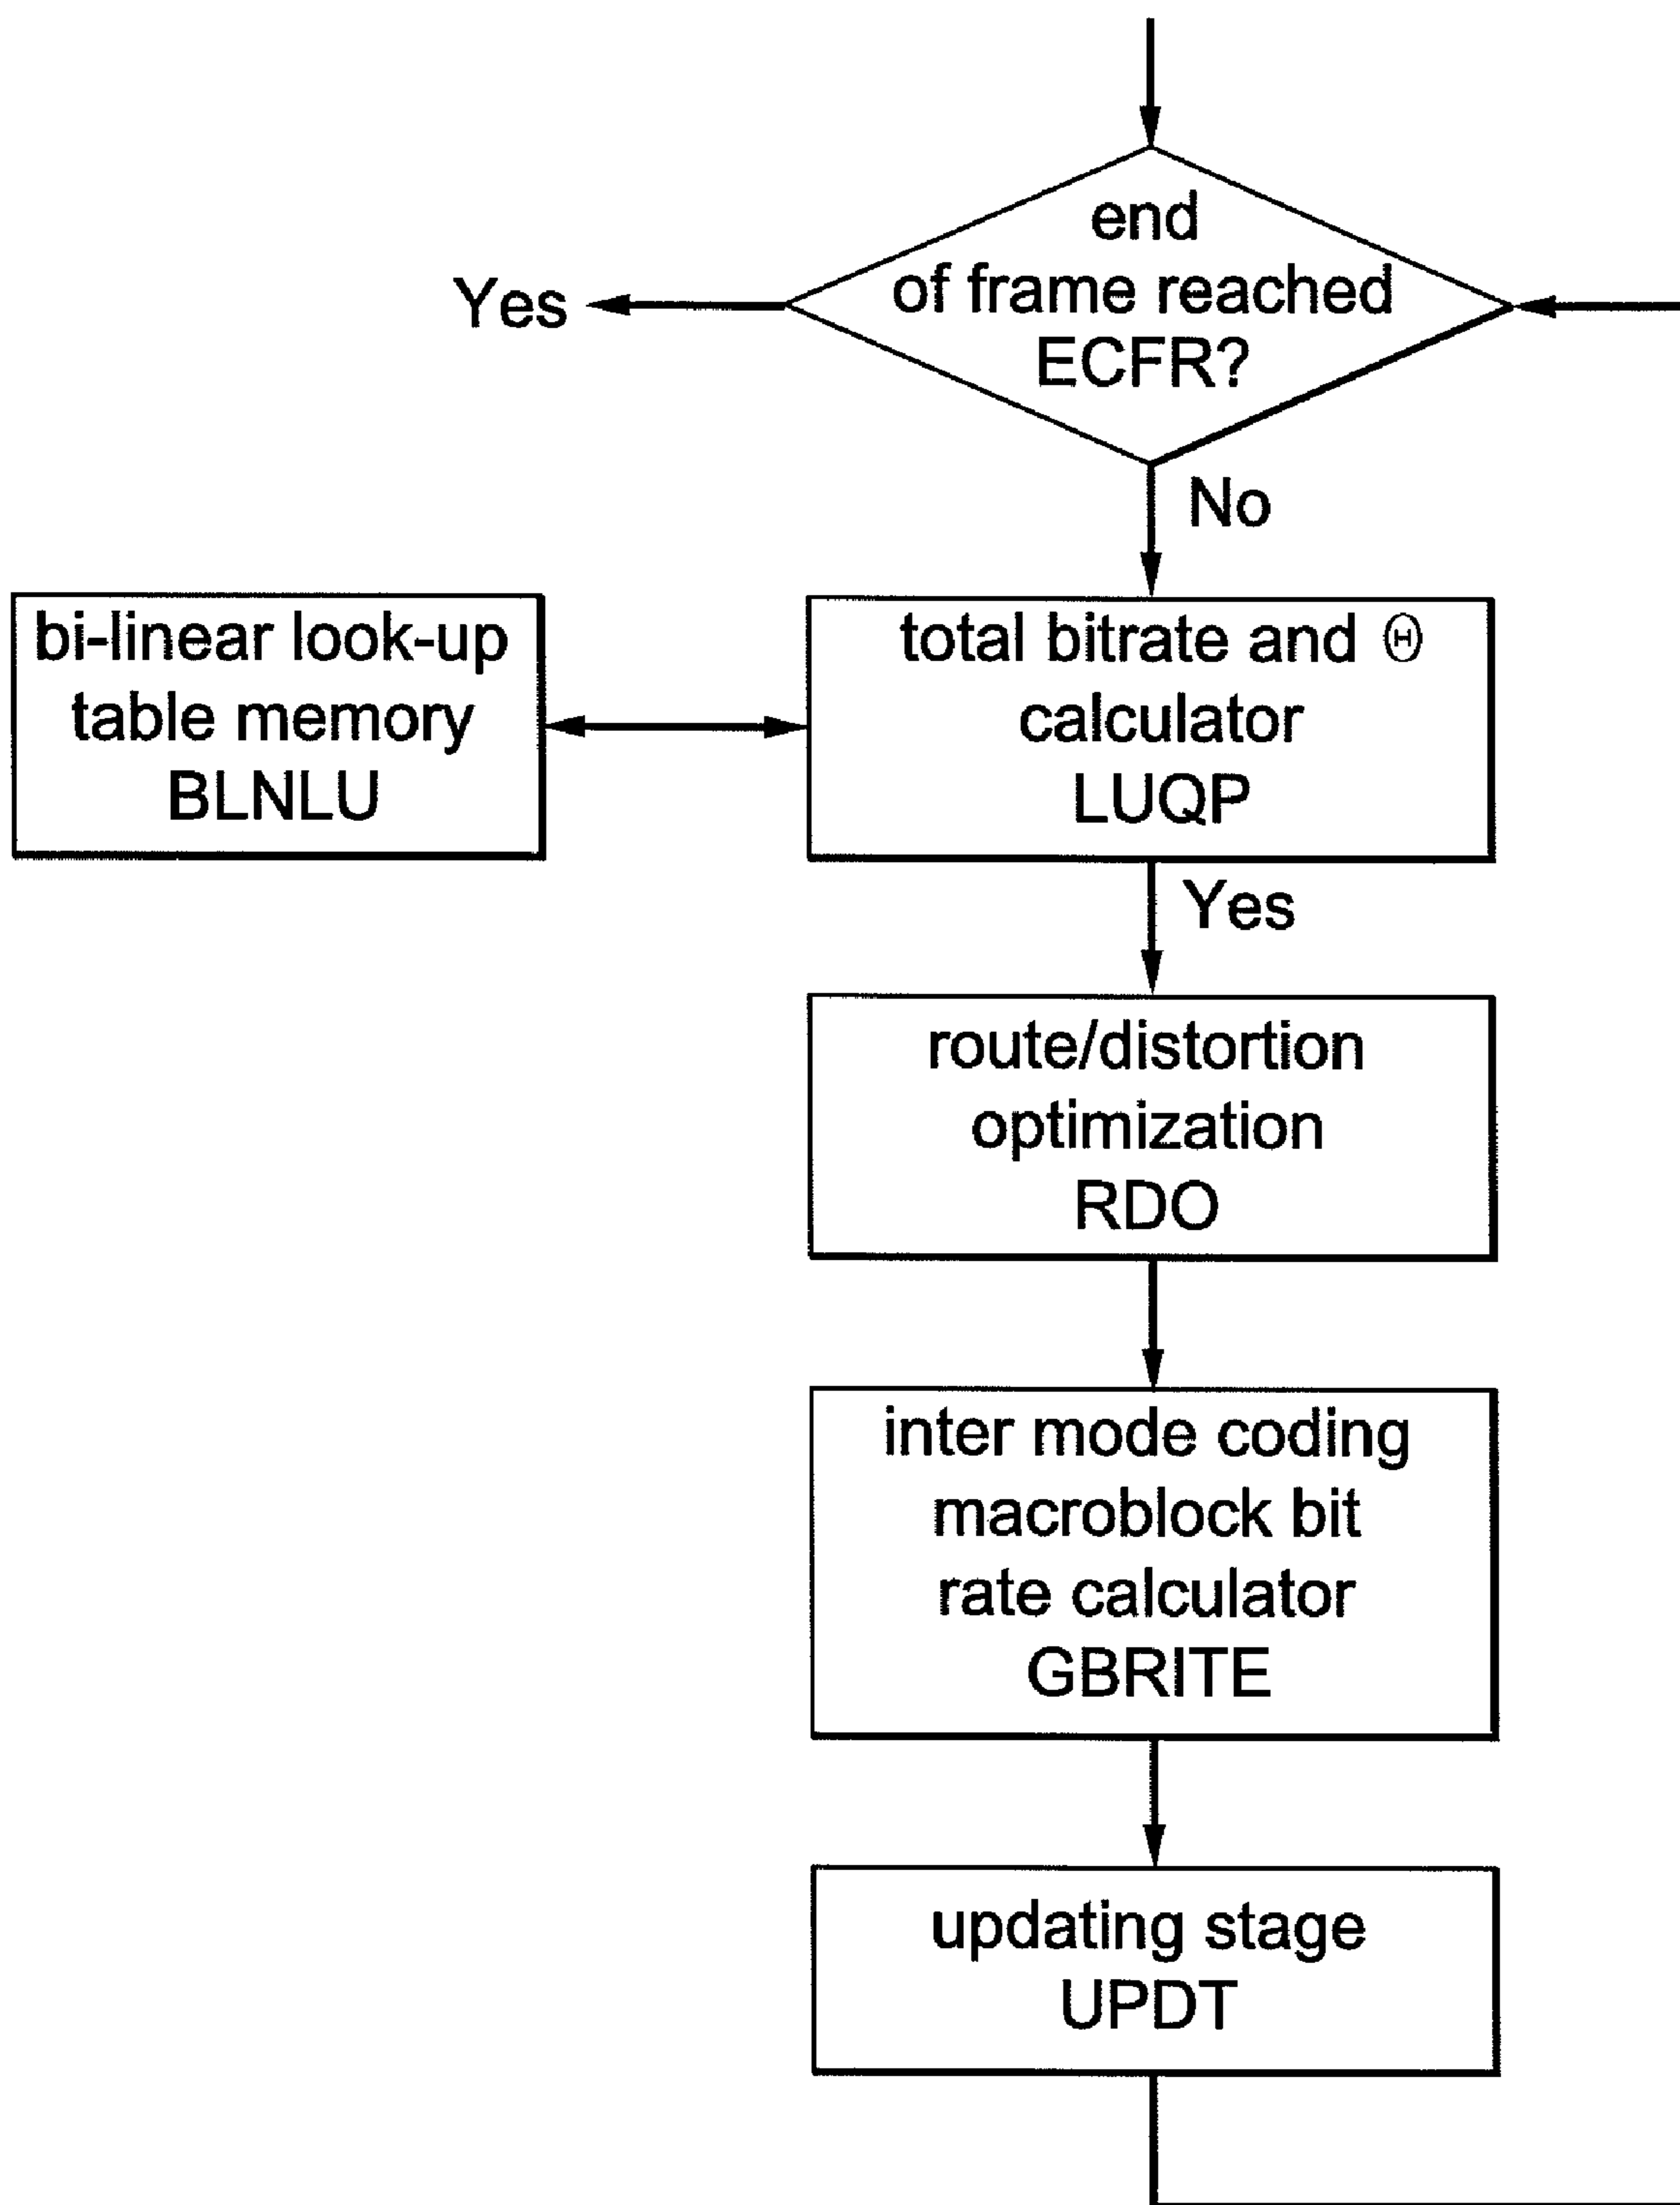 end
of frame reached
ECFR?
Yes
No
bi-linear look-up
table memory
BLNLU
total bitrate and Θ
calculator
LUQP
Yes
route/distortion
optimization
RDO
inter mode coding
macroblock bit
rate calculator
GBRITE
updating stage
UPDT